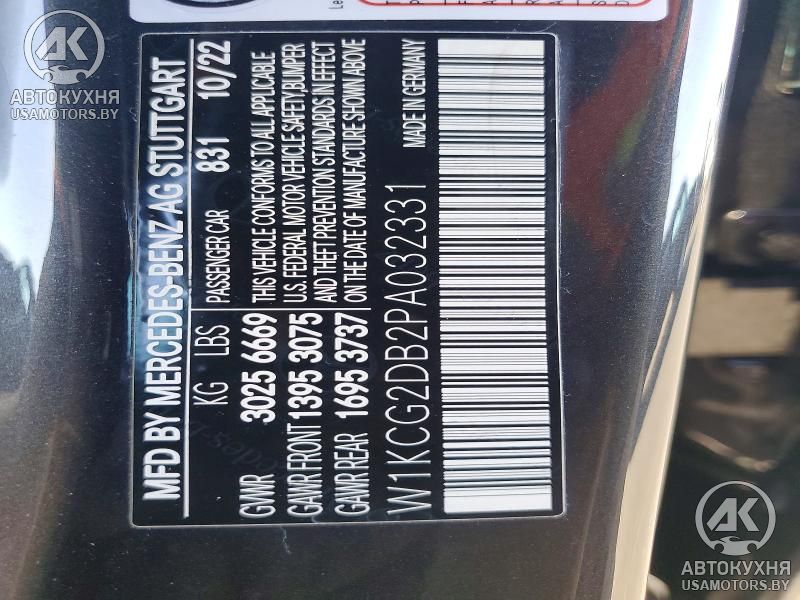 MFD BY MERCEDES-BENZ AG STUTTGART
KG LBS PASSENGER CAR 831 10/22
GVWR 3025 6669 THIS VEHICLE CONFORMS TO ALL APPLICABLE
GAWR FRONT 1395 3075 U.S. FEDERAL MOTOR VEHICLE SAFETY,BUMPER
AND THEFT PREVENTION STANDARDS IN EFFECT
GAWR REAR 1695 3737 ON THE DATE OF MANUFACTURE SHOWN ABOVE
W1KCG2DB2PA032331 MADE IN GERMANY
АК
АВТОКУХНЯ
USAMOTORS.BY
АК
АВТОКУХНЯ
USAMOTORS.BY